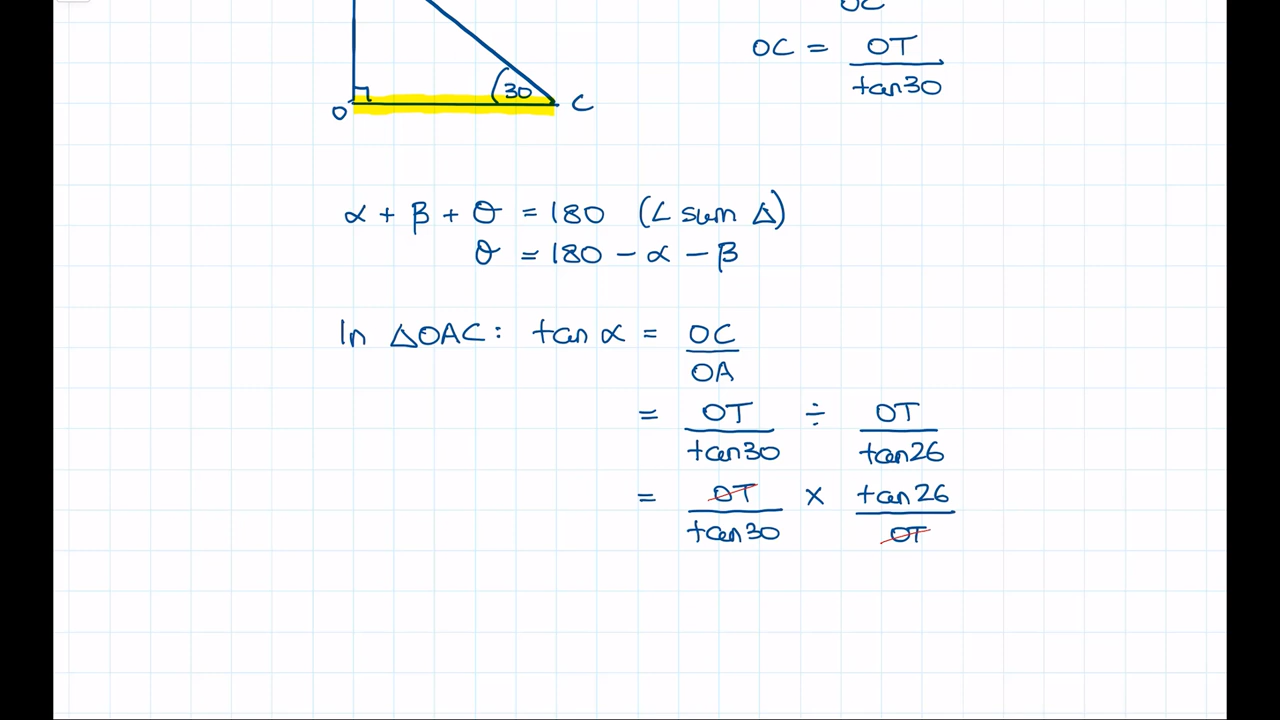 OC
OC = OT
tan30
30
O
C
α + β + θ = 180 (∠ sum Δ)
θ = 180 - α - β
In ΔOAC: tan α = OC
OA
= OT ÷ OT
tan30 tan26
= OT × tan26
tan30 OT